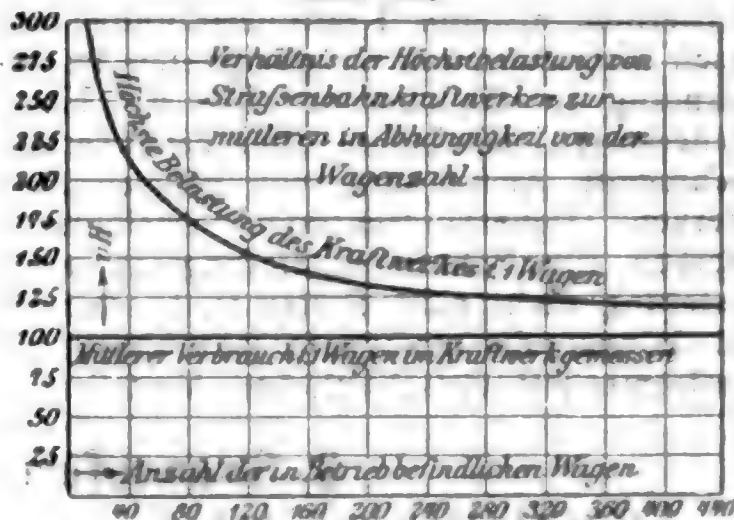 300
275
250
225
200
175
150
125
100
75
50
25
Verhältnis der Höchstbelastung von
Straßenbahnkraftwerken zur
mittleren in Abhängigkeit von der
Wagenzahl
Höchste Belastung des Kraftwerkes f. 1 Wagen
vH
Mittlerer Verbrauch f. 1 Wagen im Kraftwerk gemessen
Anzahl der in Betrieb befindlichen Wagen
40 80 120 160 200 240 280 320 360 400 440